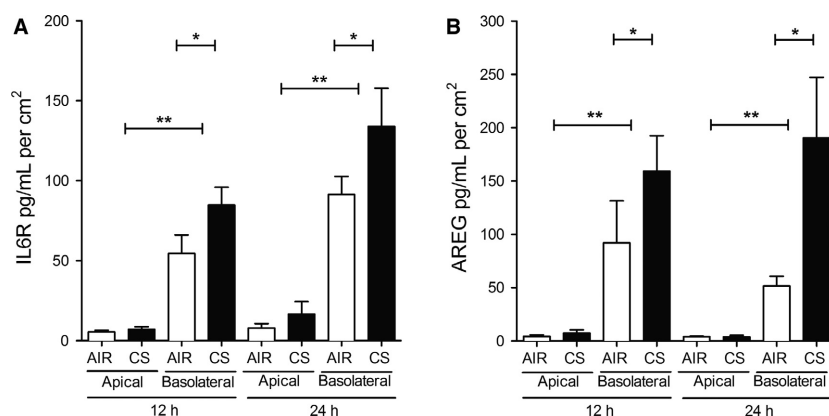 A
IL6R pg/mL per cm²
200
150
100
50
0
*
*
**
**
AIR CS AIR CS AIR CS AIR CS
Apical Basolateral Apical Basolateral
12 h 24 h
B
AREG pg/mL per cm²
300
250
200
150
100
50
0
*
*
**
**
AIR CS AIR CS AIR CS AIR CS
Apical Basolateral Apical Basolateral
12 h 24 h